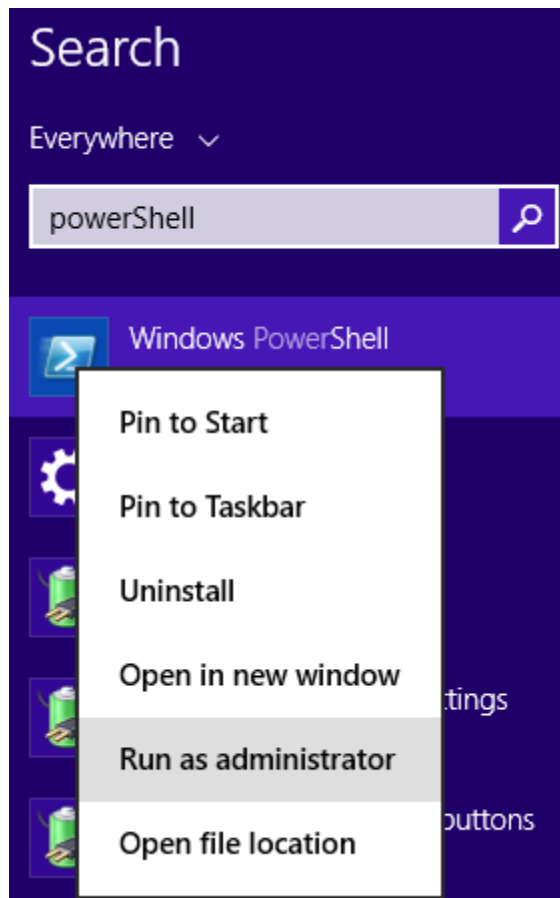 Search
Everywhere
powerShell
Windows PowerShell
Pin to Start
Pin to Taskbar
Uninstall
Open in new window
Run as administrator
Open file location